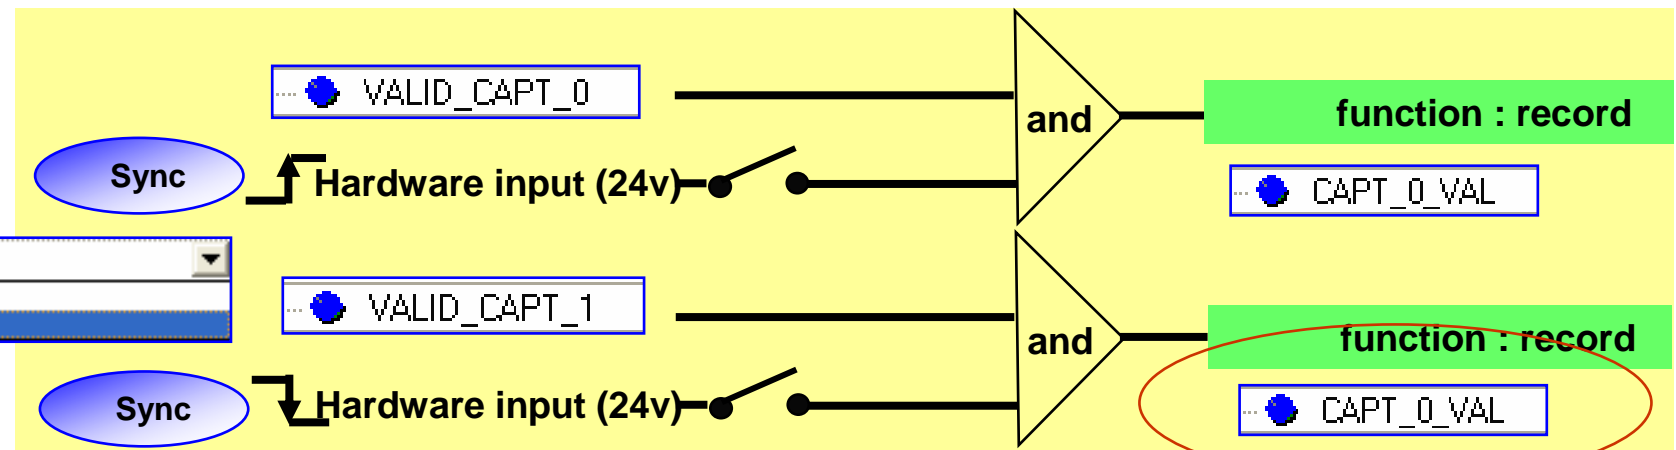 VALID_CAPT_0
and
function : record
Sync
Hardware input (24v)
CAPT_0_VAL
VALID_CAPT_1
and
function : record
Sync
Hardware input (24v)
CAPT_0_VAL